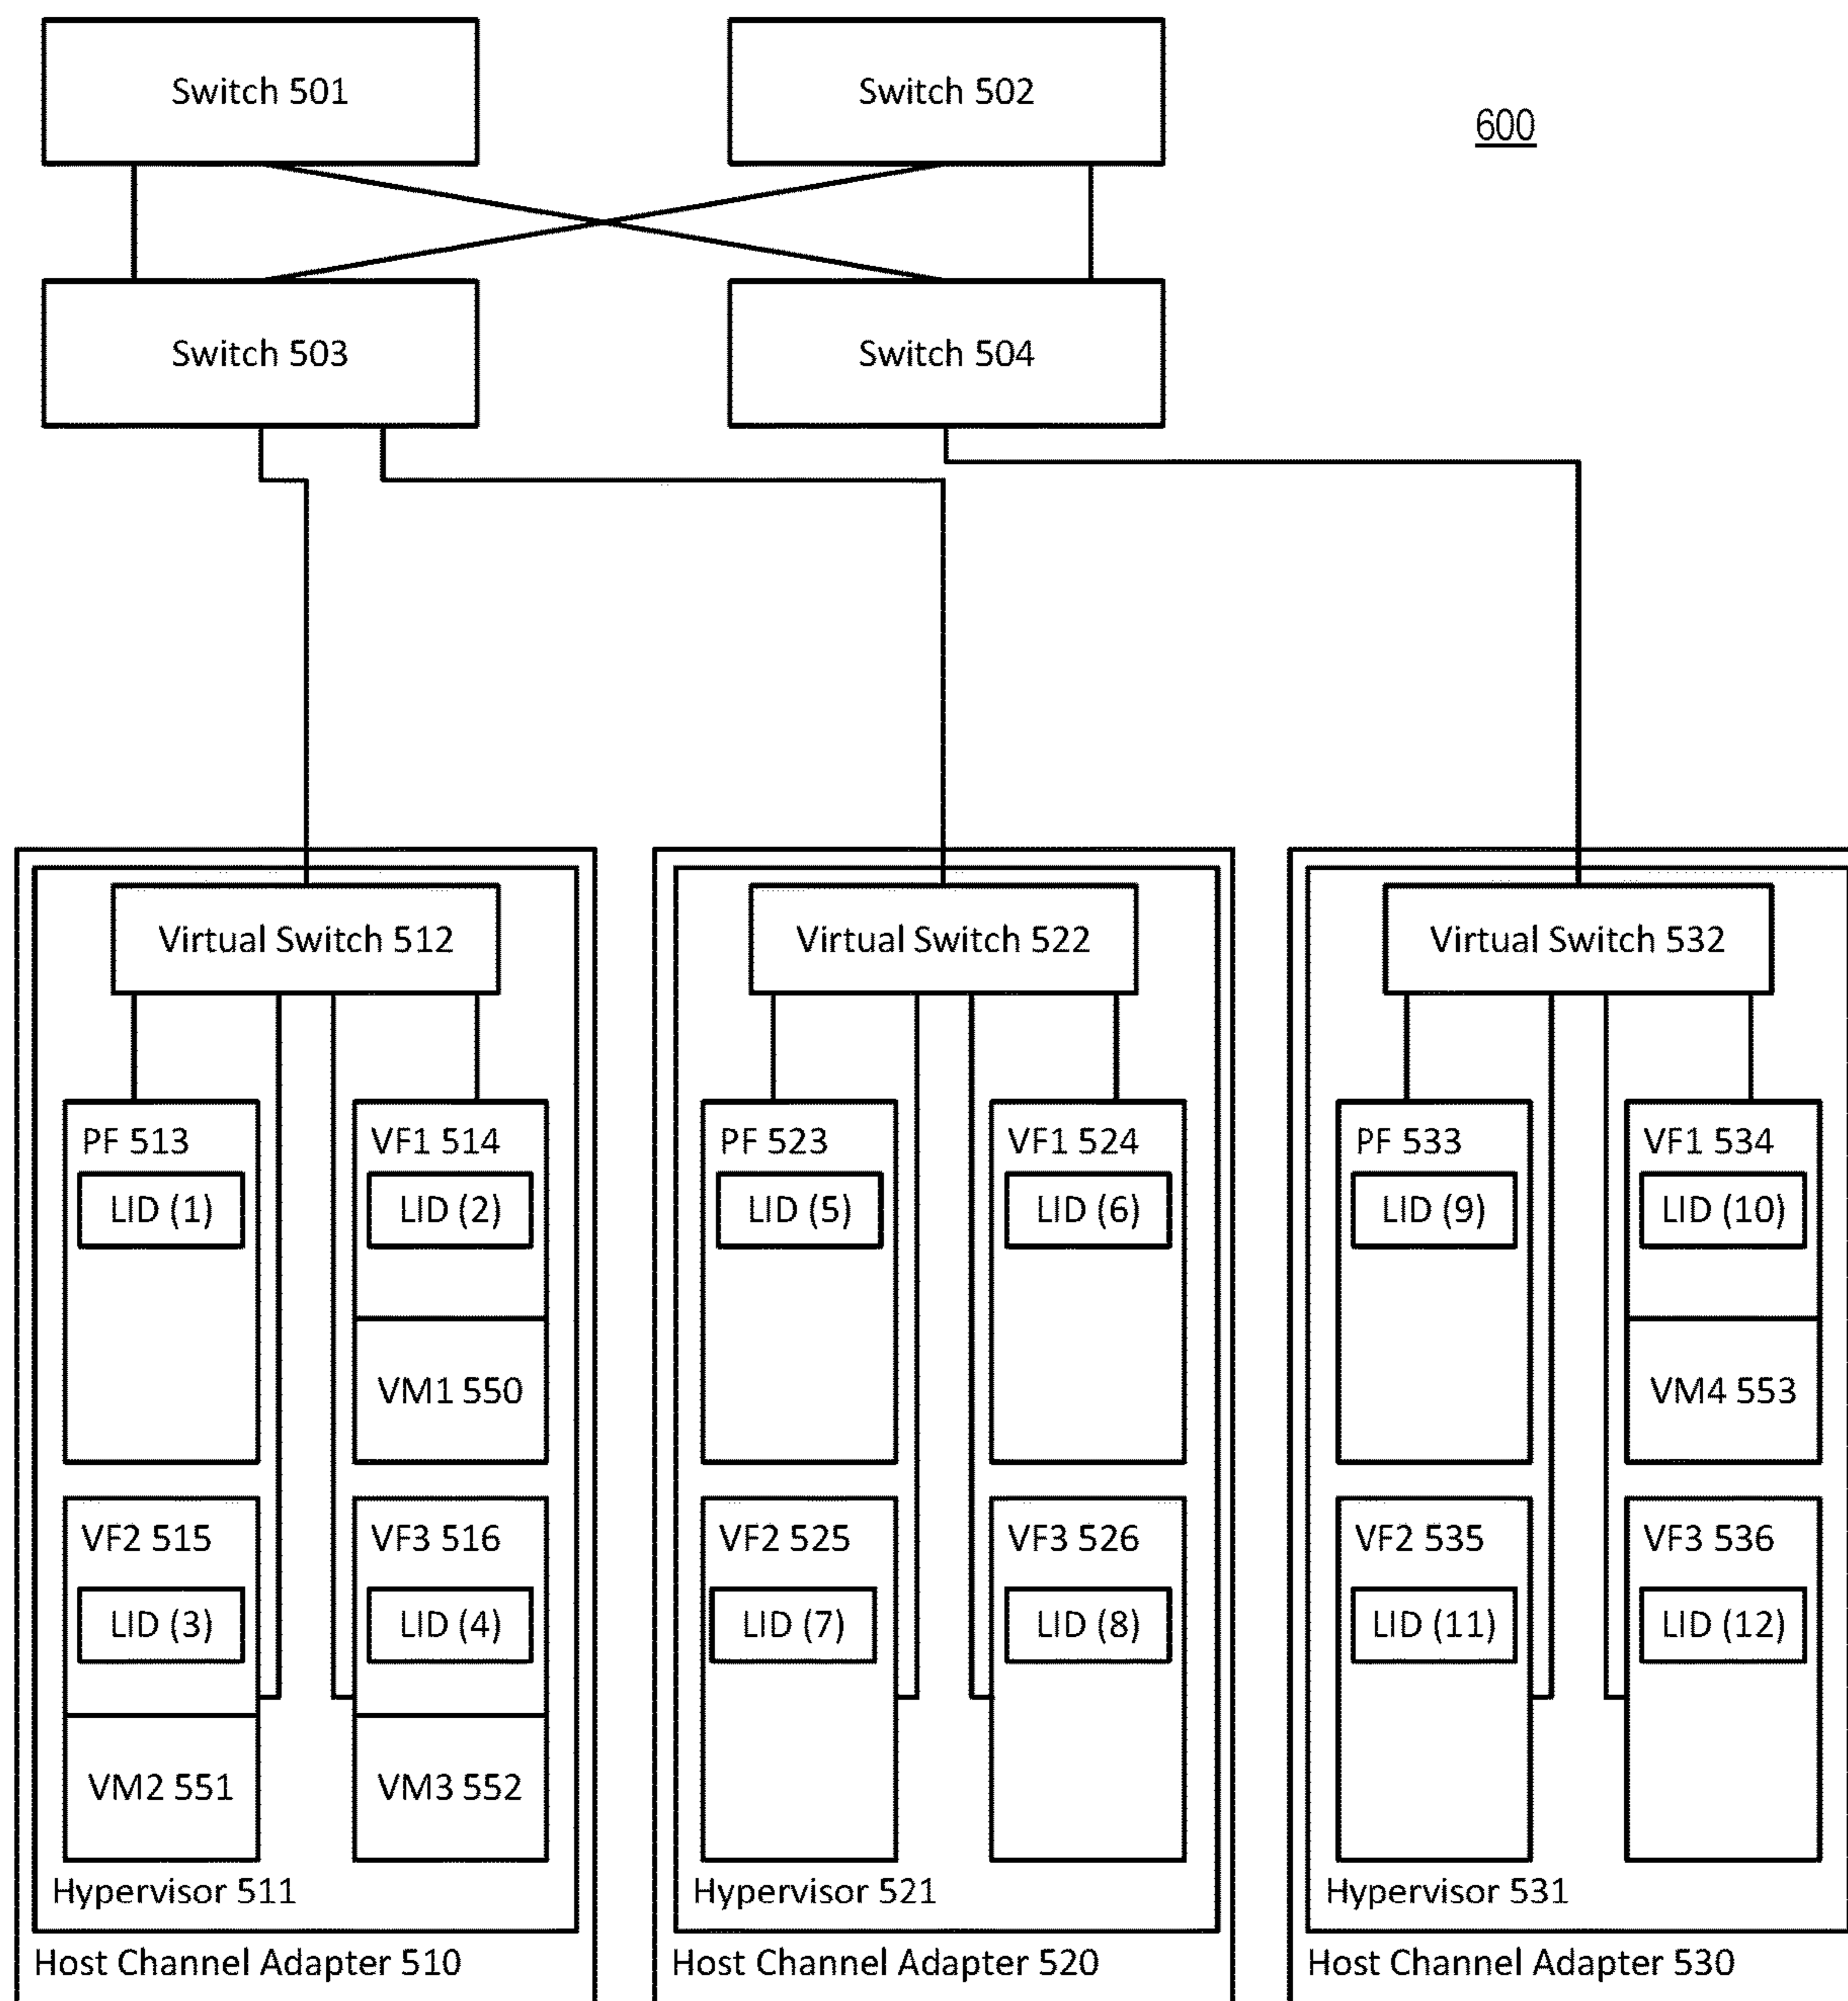 Switch 501
Switch 502
600
Switch 503
Switch 504
Virtual Switch 512
Virtual Switch 522
Virtual Switch 532
PF 513
LID (1)
VF1 514
LID (2)
VM1 550
VF2 515
LID (3)
VM2 551
VF3 516
LID (4)
VM3 552
Hypervisor 511
Host Channel Adapter 510
PF 523
LID (5)
VF1 524
LID (6)
VF2 525
LID (7)
VF3 526
LID (8)
Hypervisor 521
Host Channel Adapter 520
PF 533
LID (9)
VF1 534
LID (10)
VM4 553
VF2 535
LID (11)
VF3 536
LID (12)
Hypervisor 531
Host Channel Adapter 530